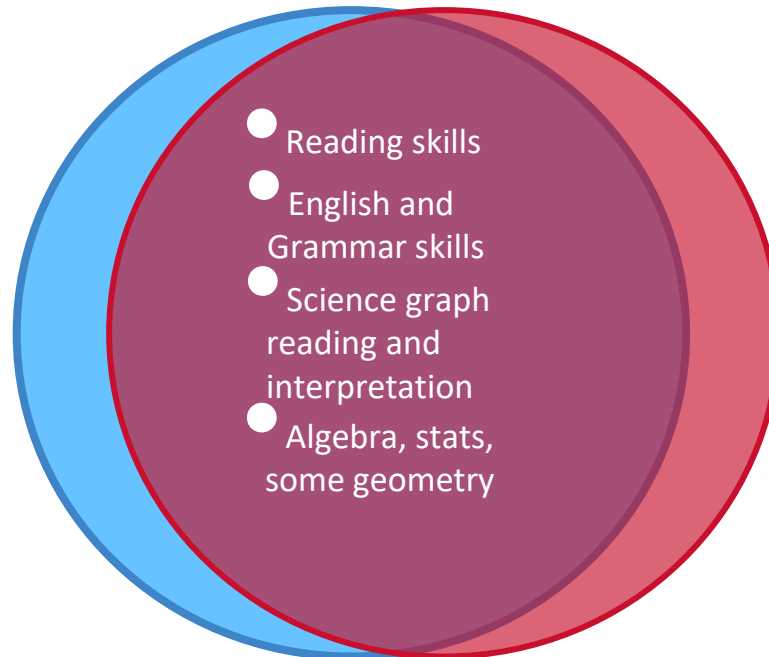 Reading skills
English and
Grammar skills
Science graph
reading and
interpretation
Algebra, stats,
some geometry